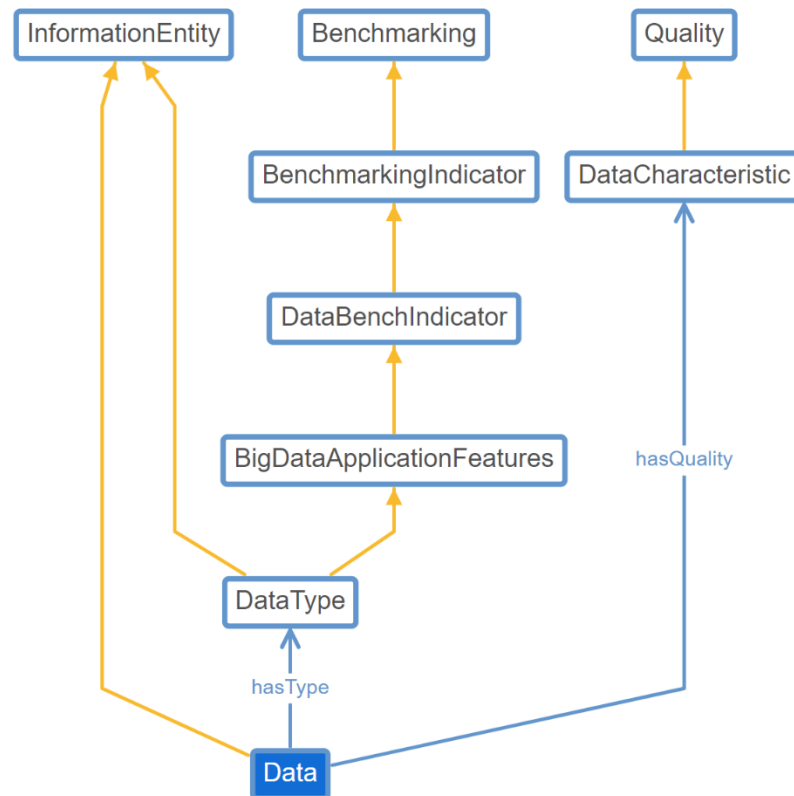 InformationEntity
Benchmarking
Quality
BenchmarkingIndicator
DataCharacteristic
DataBenchIndicator
BigDataApplicationFeatures
hasQuality
DataType
hasType
Data